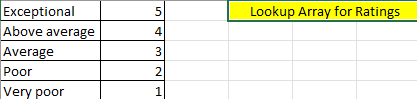 Exceptional 5 Lookup Array for Ratings
Above average 4
Average 3
Poor 2
Very poor 1